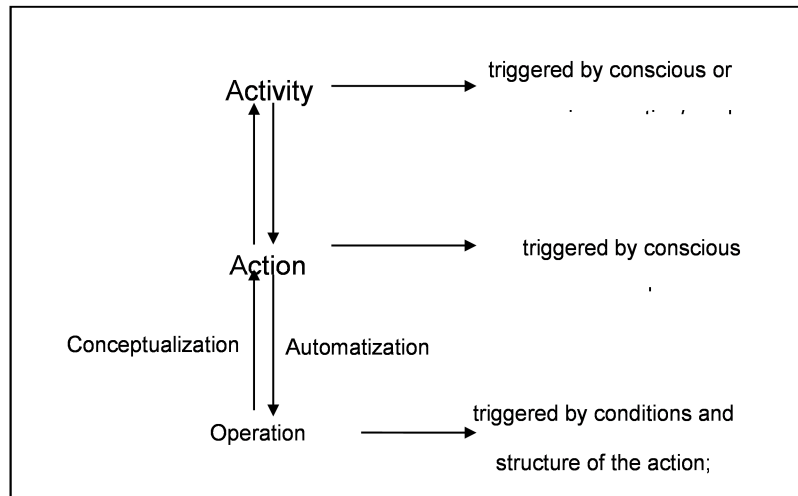 Activity
triggered by conscious or
Action
triggered by conscious
Conceptualization
Automatization
Operation
triggered by conditions and
structure of the action;